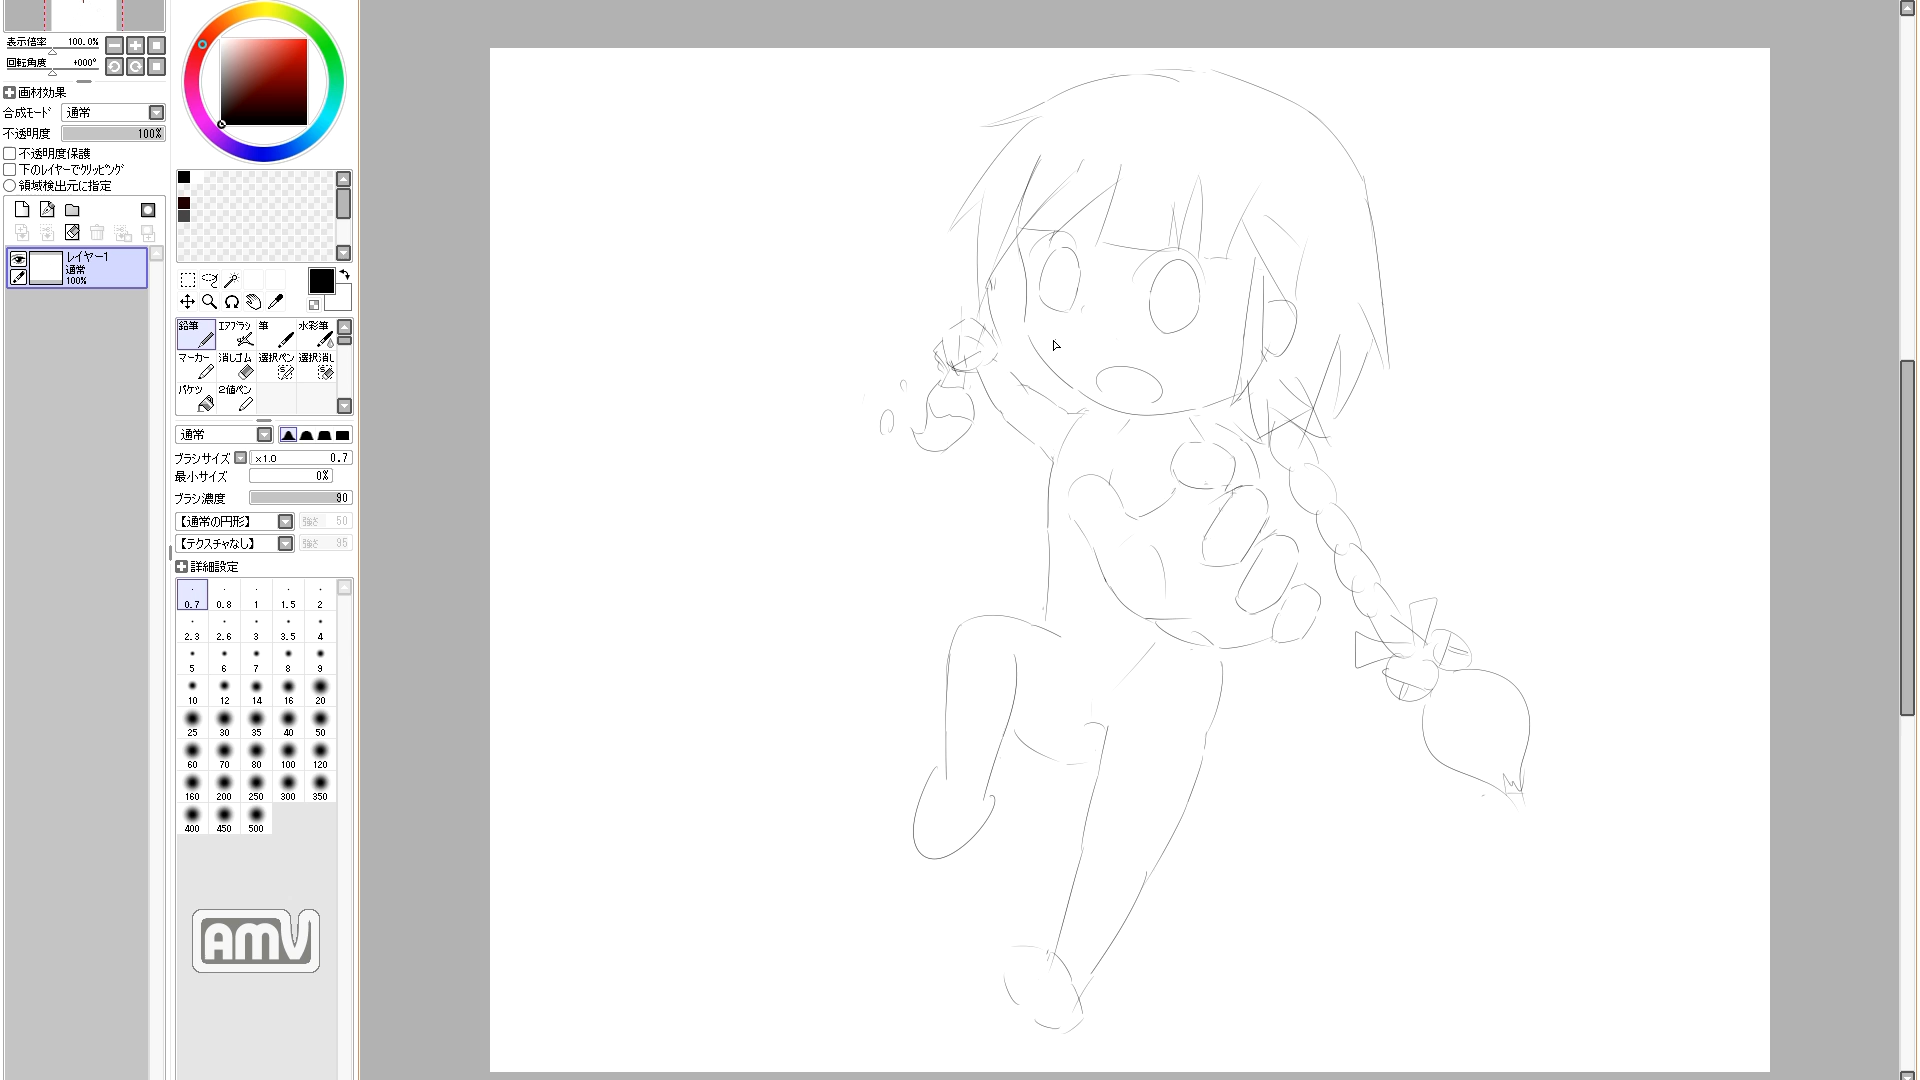 表示倍率 100.0%
回転角度 +000°
画材効果
合成モード 通常
不透明度 100%
不透明度保護
下のレイヤーでクリッピング
領域検出元に指定
レイヤー1
通常
100%
鉛筆 エアブラシ 筆 水彩筆
マーカー 消しゴム 選択ペン 選択消し
バケツ 2値ペン
通常
ブラシサイズ ×1.0 0.7
最小サイズ 0%
ブラシ濃度 90
【通常の円形】 強さ 50
【テクスチャなし】 強さ 95
詳細設定
0.7 0.8 1 1.5 2
2.3 2.6 3 3.5 4
5 6 7 8 9
10 12 14 16 20
25 30 35 40 50
60 70 80 100 120
160 200 250 300 350
400 450 500
AMV